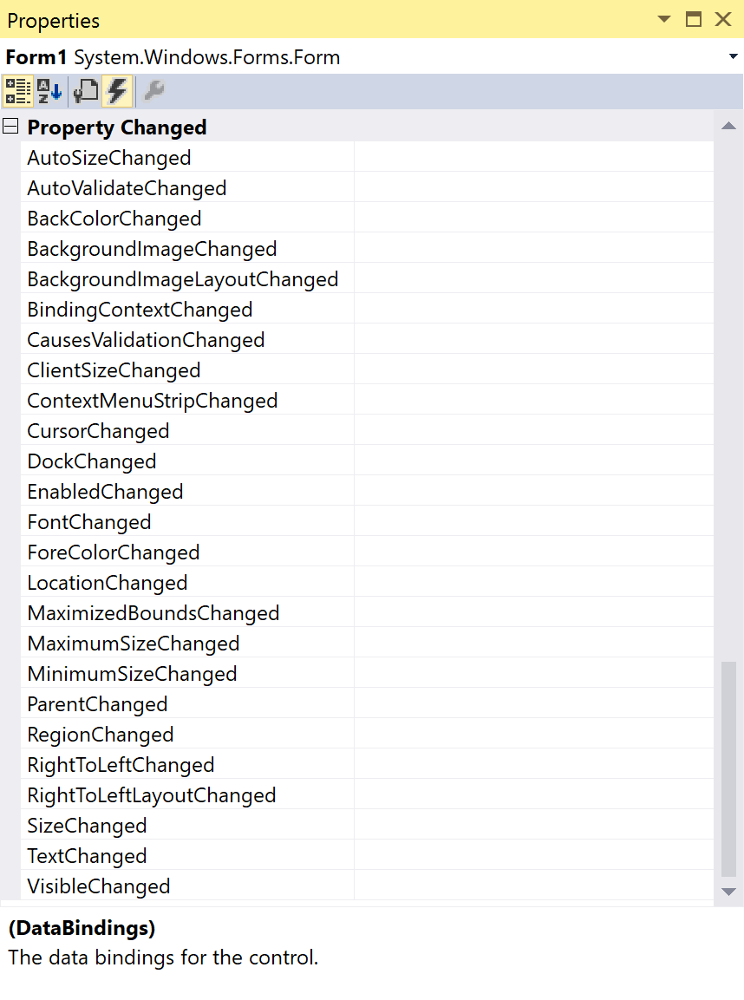 Properties
Form1 System.Windows.Forms.Form
A
Z
Property Changed
AutoSizeChanged
AutoValidateChanged
BackColorChanged
BackgroundImageChanged
BackgroundImageLayoutChanged
BindingContextChanged
CausesValidationChanged
ClientSizeChanged
ContextMenuStripChanged
CursorChanged
DockChanged
EnabledChanged
FontChanged
ForeColorChanged
LocationChanged
MaximizedBoundsChanged
MaximumSizeChanged
MinimumSizeChanged
ParentChanged
RegionChanged
RightToLeftChanged
RightToLeftLayoutChanged
SizeChanged
TextChanged
VisibleChanged
(DataBindings)
The data bindings for the control.